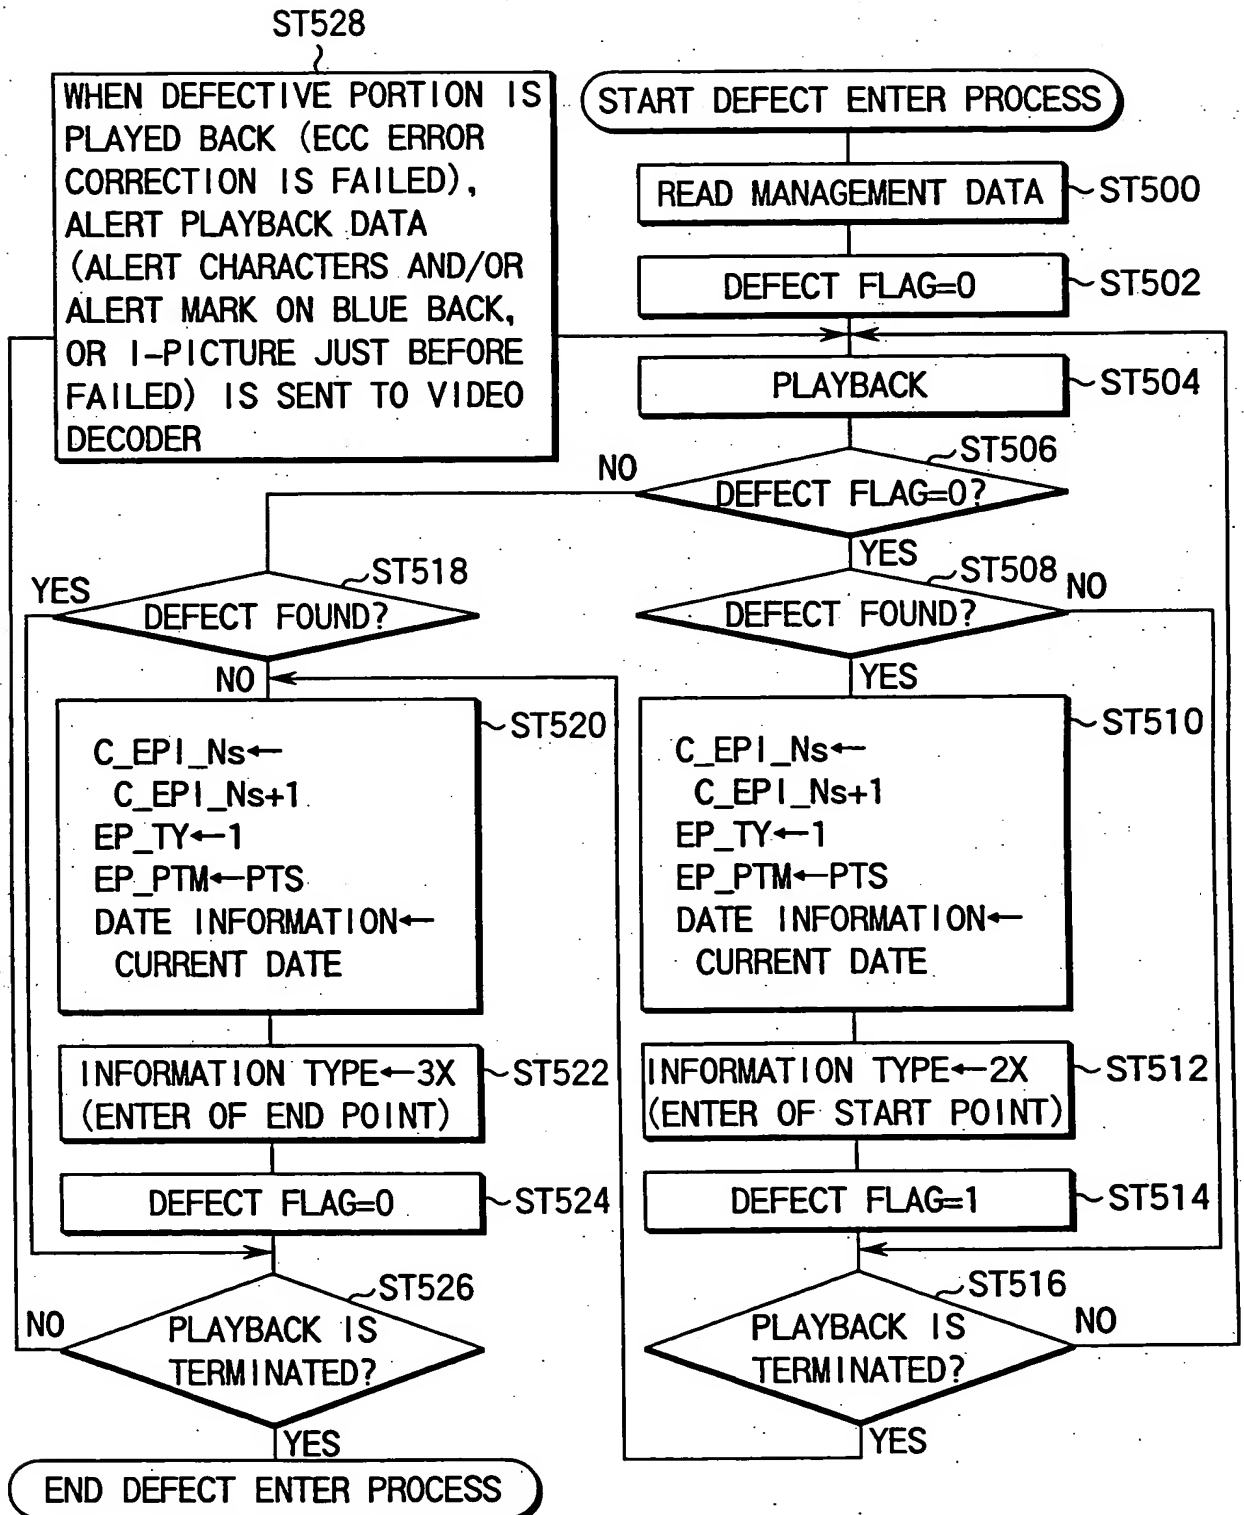 ST528
WHEN DEFECTIVE PORTION IS
PLAYED BACK (ECC ERROR
CORRECTION IS FAILED),
ALERT PLAYBACK DATA
(ALERT CHARACTERS AND/OR
ALERT MARK ON BLUE BACK,
OR I-PICTURE JUST BEFORE
FAILED) IS SENT TO VIDEO
DECODER
START DEFECT ENTER PROCESS
READ MANAGEMENT DATA
ST500
DEFECT FLAG=0
ST502
PLAYBACK
ST504
ST506
DEFECT FLAG=0?
NO
YES
ST518
YES
DEFECT FOUND?
NO
ST508
NO
DEFECT FOUND?
YES
ST520
C_EPI_Ns←
C_EPI_Ns+1
EP_TY←1
EP_PTM←PTS
DATE INFORMATION←
CURRENT DATE
ST510
C_EPI_Ns←
C_EPI_Ns+1
EP_TY←1
EP_PTM←PTS
DATE INFORMATION←
CURRENT DATE
INFORMATION TYPE←3X
(ENTER OF END POINT)
ST522
INFORMATION TYPE←2X
(ENTER OF START POINT)
ST512
DEFECT FLAG=0
ST524
DEFECT FLAG=1
ST514
ST526
NO
PLAYBACK IS
TERMINATED?
YES
ST516
NO
PLAYBACK IS
TERMINATED?
YES
END DEFECT ENTER PROCESS